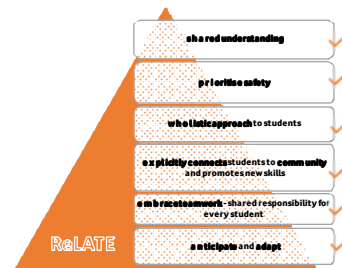 shared understanding
prioritise safety
wholistic approach to students
explicitly connects students to community
and promotes new skills
embrace teamwork - shared responsibility for
every student
ReLATE
anticipate and adapt